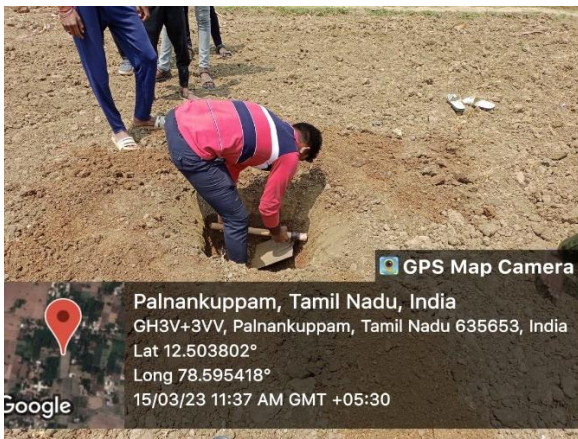 GPS Map Camera
Palnankuppam, Tamil Nadu, India
GH3V+3VV, Palnankuppam, Tamil Nadu 635653, India
Lat 12.503802°
Long 78.595418°
15/03/23 11:37 AM GMT +05:30
Google